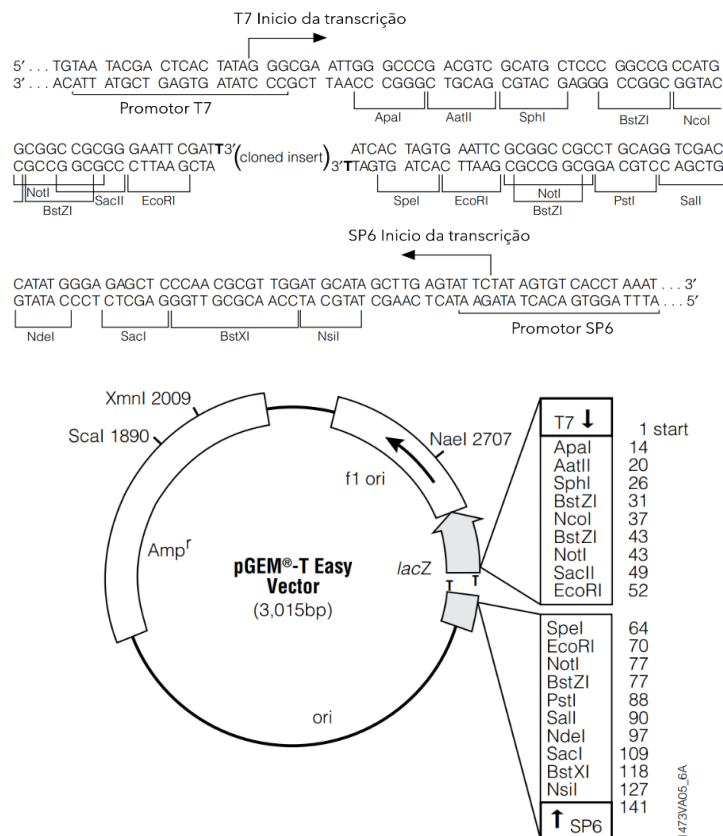 T7 Inicio da transcrição
5′ . . . TGTAA TACGA CTCAC TATAG GGCGA ATTGG GCCCG ACGTC GCATG CTCCC GGCCG CCATG
3′ . . . ACATT ATGCT GAGTG ATATC CCGCTT AACC CGGGC TGCAG CGTAC GAGGG CCGGC GGTAC
Promotor T7
ApaI AatII SphI BstZI NcoI
GCGGC CGCGG GAATT CGATT3′ (cloned insert) ATCAC TAGTG AATTC GCGGC CGCCT GCAGG TCGAC
CGCCG GCGCC CTTAA GCTA 3′TTAGTG ATCAC TTAAG CGCCG GCGGA CGTCC AGCTG
NotI BstZI SacII EcoRI SpeI EcoRI NotI BstZI PstI SalI
SP6 Inicio da transcrição
CATAT GGGA GAGCT CCCAA CGCGT TGGAT GCATA GCTTG AGTAT TCTAT AGTGT CACCT AAAT . . . 3′
GTATA CCCT CTCGA GGGTT GCGCA ACCTA CGTAT CGAAC TCATA AGATA TCACA GTGGA TTTA . . . 5′
NdeI SacI BstXI NsiI
Promotor SP6
XmnI 2009
ScaI 1890
NaeI 2707
f1 ori
Ampʳ
pGEM®-T Easy
Vector
(3,015bp)
lacZ
T T
ori
T7 ↓
1 start
ApaI 14
AatII 20
SphI 26
BstZI 31
NcoI 37
BstZI 43
NotI 43
SacII 49
EcoRI 52
SpeI 64
EcoRI 70
NotI 77
BstZI 77
PstI 88
SalI 90
NdeI 97
SacI 109
BstXI 118
NsiI 127
141
↑ SP6
1473VA05_6A